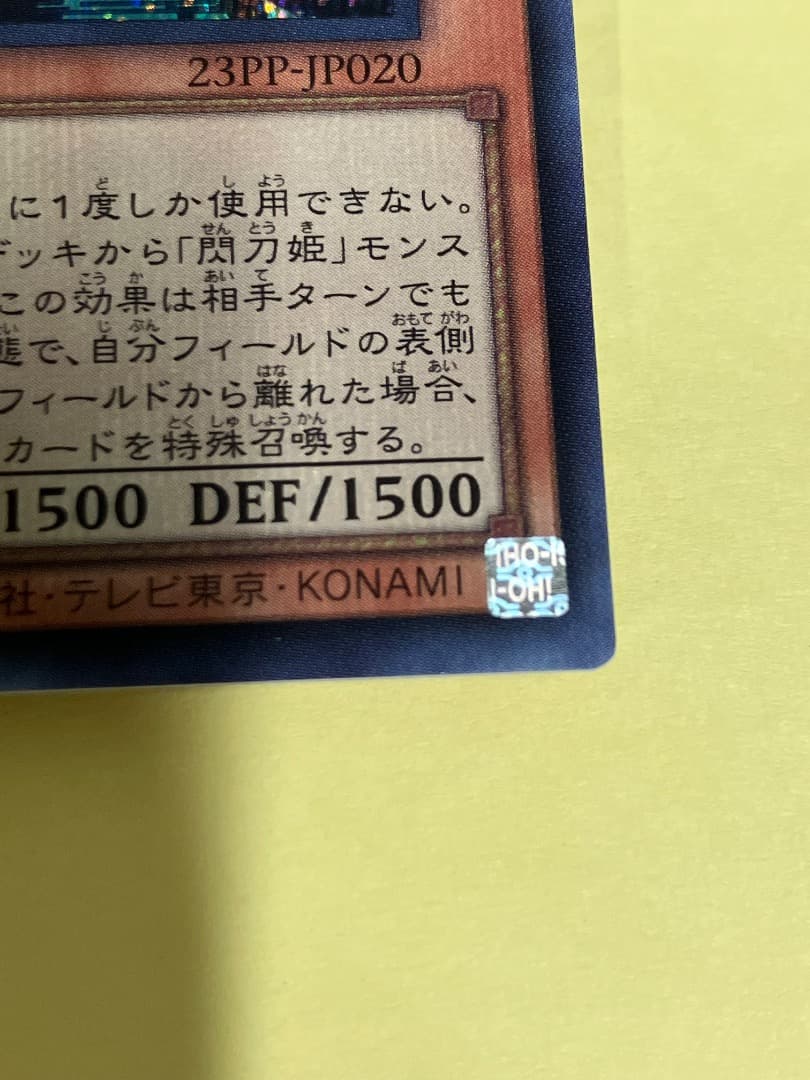 23PP-JP020
に1度しか使用できない。
デッキから「閃刀姫」モンス
この効果は相手ターンでも
態で、自分フィールドの表側
フィールドから離れた場合、
カードを特殊召喚する。
1500 DEF/1500
社・テレビ東京・KONAMI